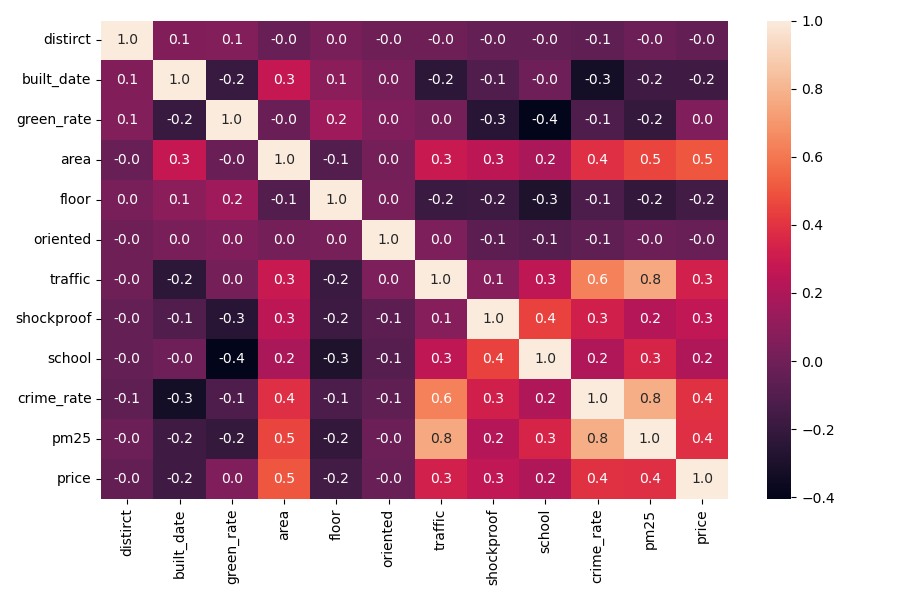 distirct 1.0 0.1 0.1 -0.0 0.0 -0.0 -0.0 -0.0 -0.0 -0.1 -0.0 -0.0
built_date 0.1 1.0 -0.2 0.3 0.1 0.0 -0.2 -0.1 -0.0 -0.3 -0.2 -0.2
green_rate 0.1 -0.2 1.0 -0.0 0.2 0.0 0.0 -0.3 -0.4 -0.1 -0.2 0.0
area -0.0 0.3 -0.0 1.0 -0.1 0.0 0.3 0.3 0.2 0.4 0.5 0.5
floor 0.0 0.1 0.2 -0.1 1.0 0.0 -0.2 -0.2 -0.3 -0.1 -0.2 -0.2
oriented -0.0 0.0 0.0 0.0 0.0 1.0 0.0 -0.1 -0.1 -0.1 -0.0 -0.0
traffic -0.0 -0.2 0.0 0.3 -0.2 0.0 1.0 0.1 0.3 0.6 0.8 0.3
shockproof -0.0 -0.1 -0.3 0.3 -0.2 -0.1 0.1 1.0 0.4 0.3 0.2 0.3
school -0.0 -0.0 -0.4 0.2 -0.3 -0.1 0.3 0.4 1.0 0.2 0.3 0.2
crime_rate -0.1 -0.3 -0.1 0.4 -0.1 -0.1 0.6 0.3 0.2 1.0 0.8 0.4
pm25 -0.0 -0.2 -0.2 0.5 -0.2 -0.0 0.8 0.2 0.3 0.8 1.0 0.4
price -0.0 -0.2 0.0 0.5 -0.2 -0.0 0.3 0.3 0.2 0.4 0.4 1.0
distirct built_date green_rate area floor oriented traffic shockproof school crime_rate pm25 price
1.0
0.8
0.6
0.4
0.2
0.0
−0.2
−0.4